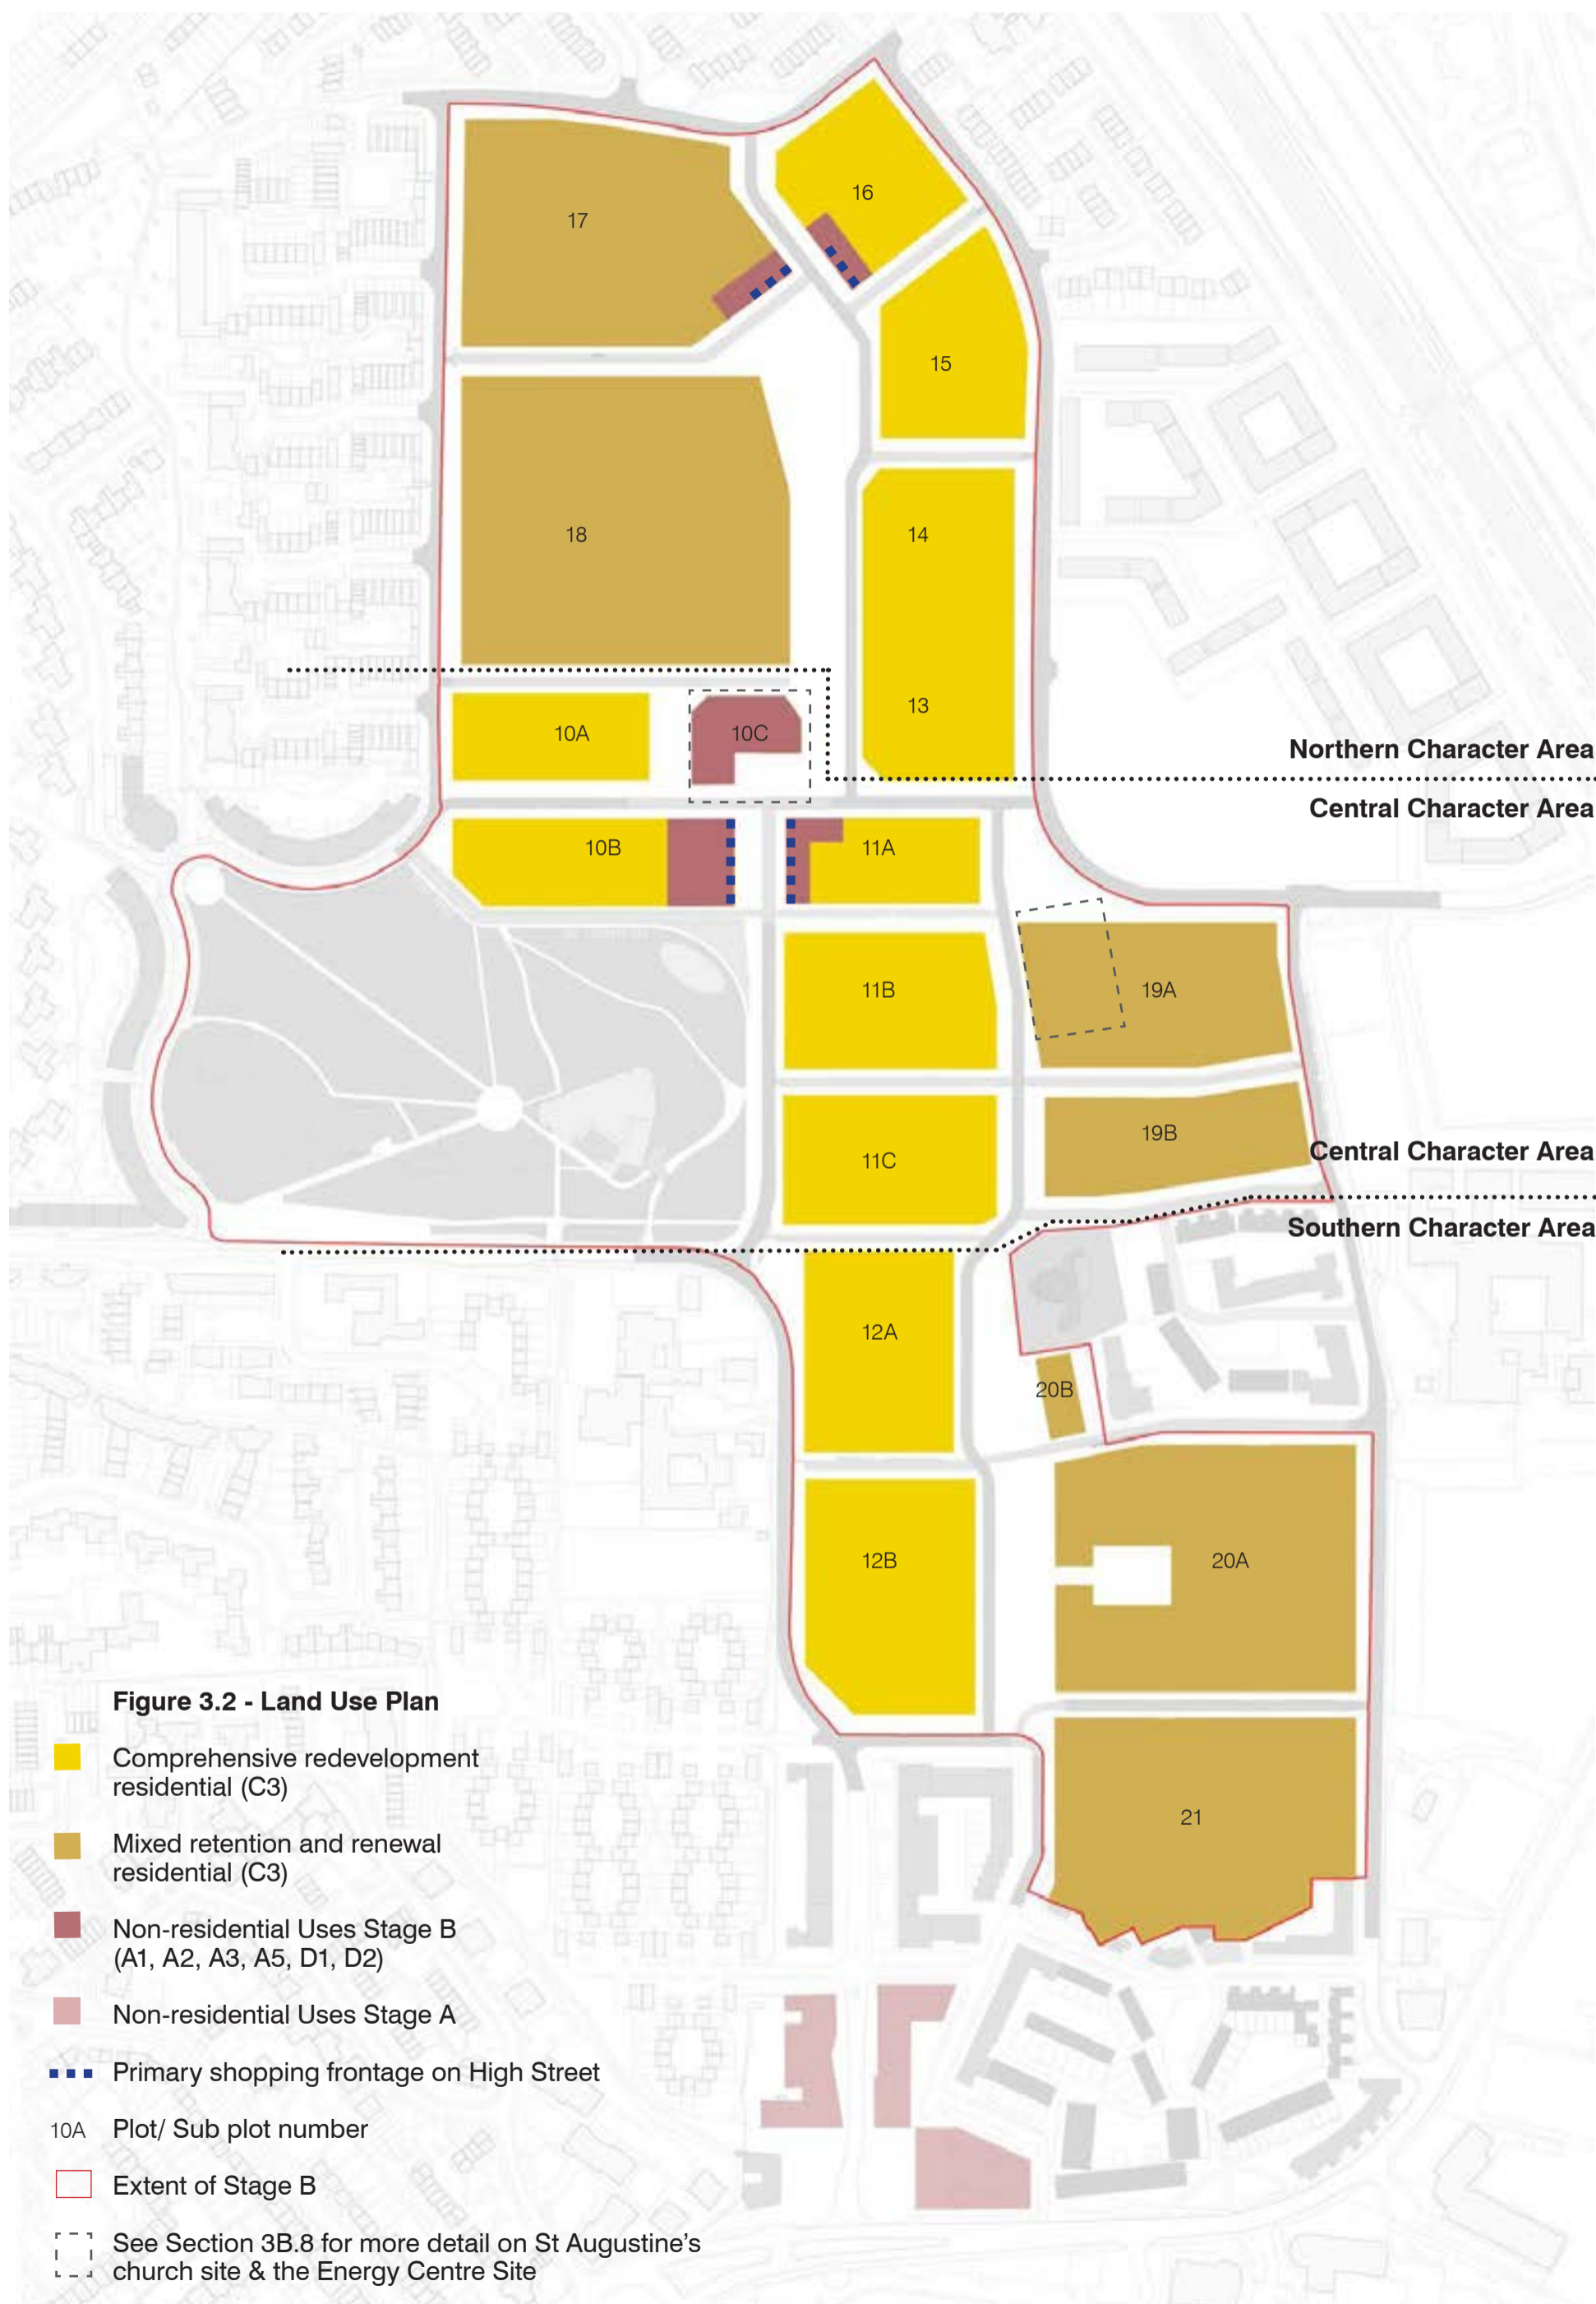 16
17
15
14
18
13
10A
10C
Northern Character Area
Central Character Area
10B
11A
11B
19A
19B
Central Character Area
11C
Southern Character Area
12A
20B
12B
20A
Figure 3.2 - Land Use Plan
Comprehensive redevelopment
residential (C3)
21
Mixed retention and renewal
residential (C3)
Non-residential Uses Stage B
(A1, A2, A3, A5, D1, D2)
Non-residential Uses Stage A
Primary shopping frontage on High Street
10A Plot/ Sub plot number
Extent of Stage B
See Section 3B.8 for more detail on St Augustine’s
church site & the Energy Centre Site